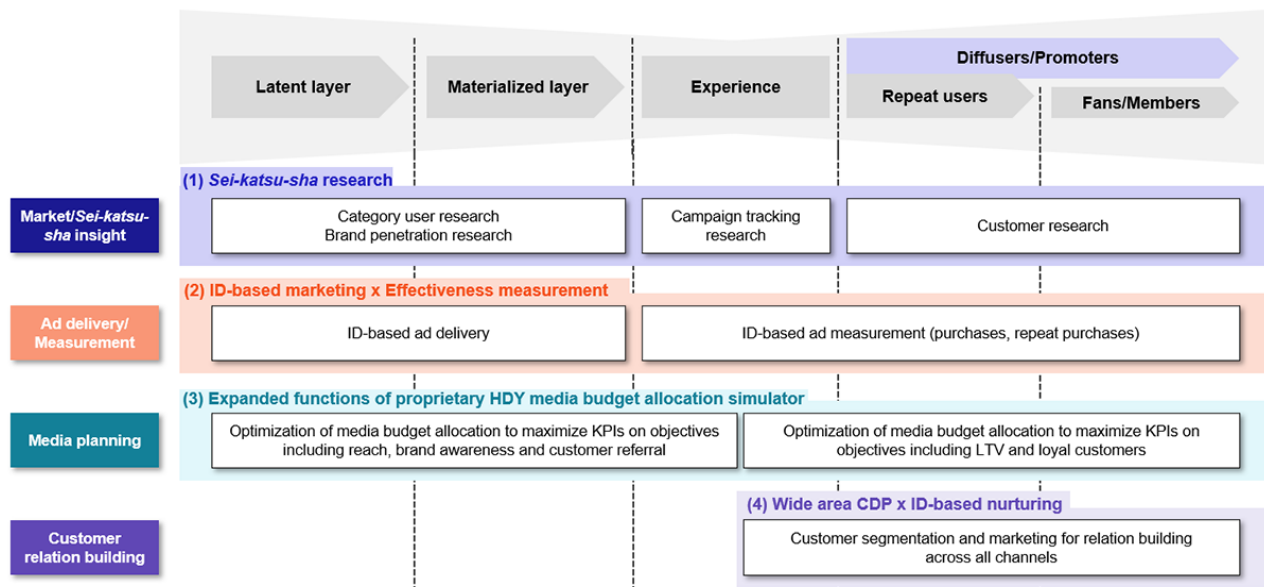 Diffusers/Promoters
Latent layer
Materialized layer
Experience
Repeat users
Fans/Members
(1) Sei-katsu-sha research
Market/Sei-katsu-
sha insight
Category user research
Brand penetration research
Campaign tracking
research
Customer research
(2) ID-based marketing x Effectiveness measurement
Ad delivery/
Measurement
ID-based ad delivery
ID-based ad measurement (purchases, repeat purchases)
(3) Expanded functions of proprietary HDY media budget allocation simulator
Media planning
Optimization of media budget allocation to maximize KPIs on objectives
including reach, brand awareness and customer referral
Optimization of media budget allocation to maximize KPIs on
objectives including LTV and loyal customers
(4) Wide area CDP x ID-based nurturing
Customer
relation building
Customer segmentation and marketing for relation building
across all channels